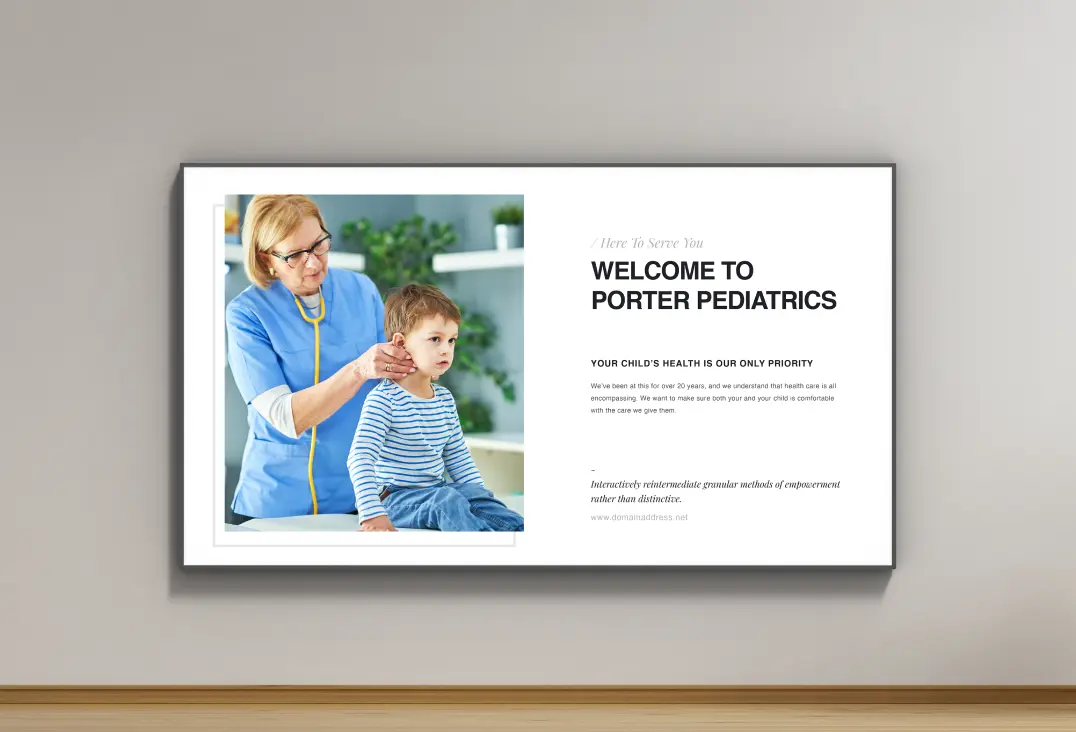 / Here To Serve You
WELCOME TO
PORTER PEDIATRICS
YOUR CHILD'S HEALTH IS OUR ONLY PRIORITY
We've been at this for over 20 years, and we understand that health care is all
encompassing. We want to make sure both your and your child is comfortable
with the care we give them.
–
Interactively reintermediate granular methods of empowerment
rather than distinctive.
www.domainaddress.net